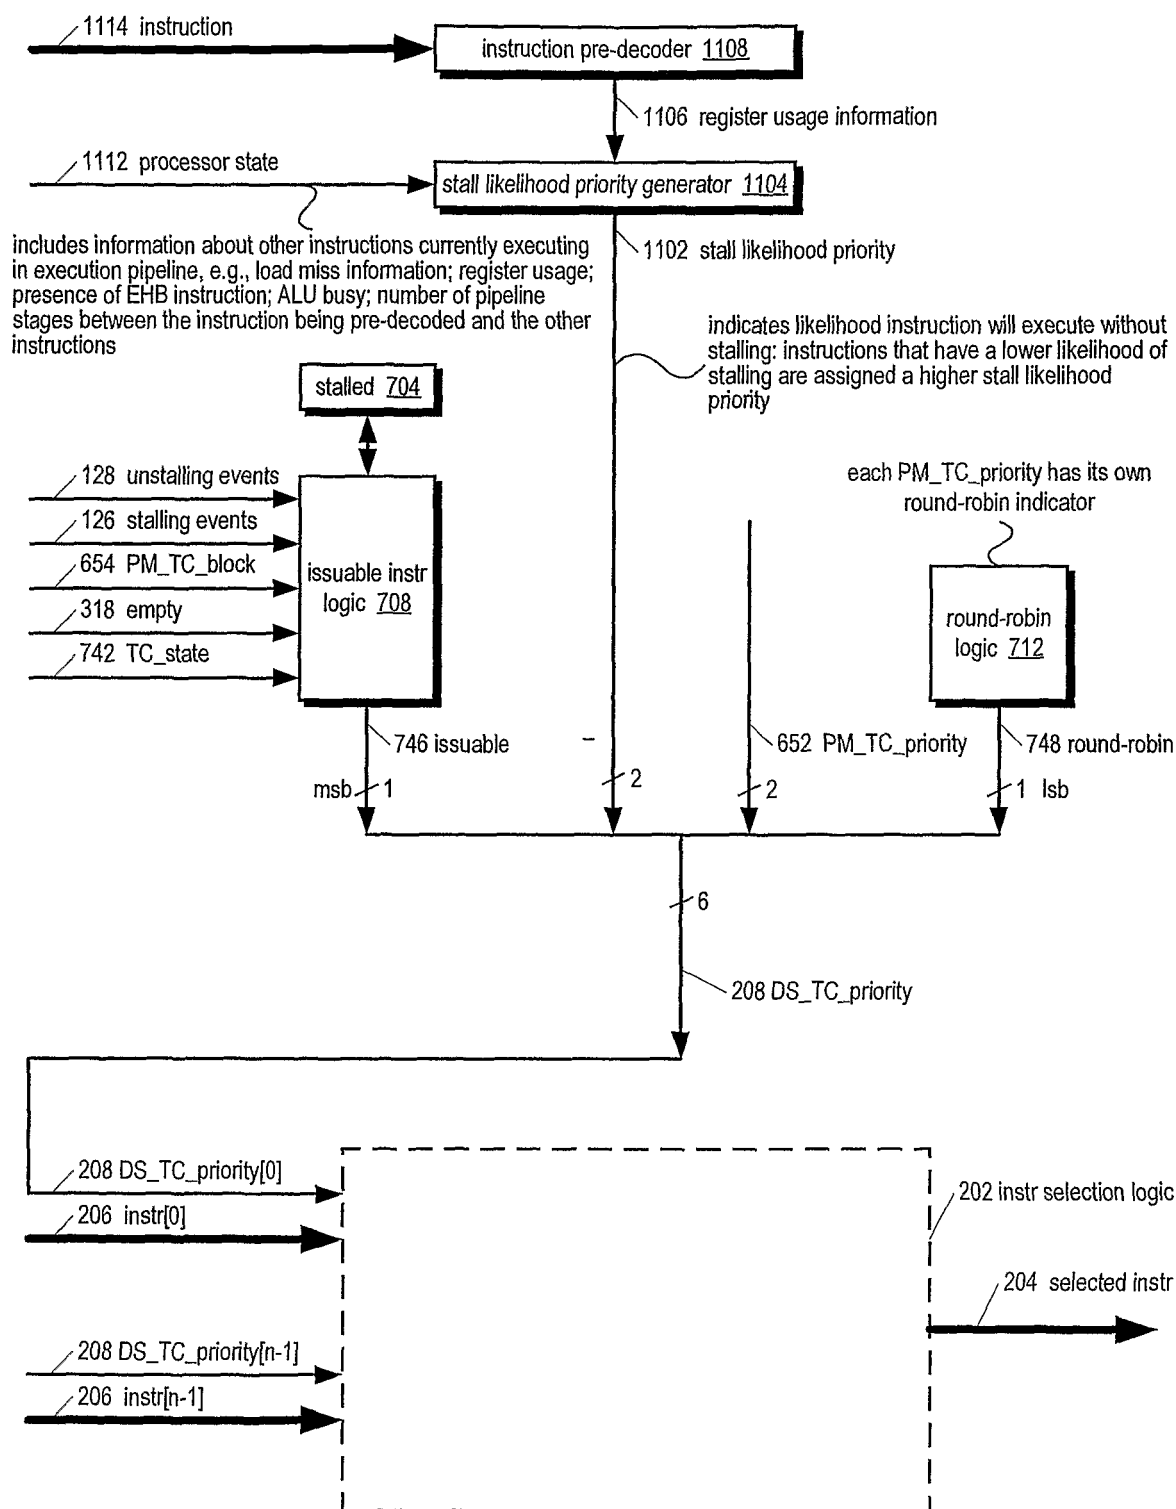 1114 instruction
instruction pre-decoder 1108
1106 register usage information
1112 processor state
stall likelihood priority generator 1104
includes information about other instructions currently executing
in execution pipeline, e.g., load miss information; register usage;
presence of EHB instruction; ALU busy; number of pipeline
stages between the instruction being pre-decoded and the other
instructions
1102 stall likelihood priority
indicates likelihood instruction will execute without
stalling: instructions that have a lower likelihood of
stalling are assigned a higher stall likelihood
priority
stalled 704
128 unstalling events
126 stalling events
654 PM_TC_block
318 empty
742 TC_state
issuable instr
logic 708
each PM_TC_priority has its own
round-robin indicator
round-robin
logic 712
746 issuable
652 PM_TC_priority
748 round-robin
msb 1
2
2
1 lsb
6
208 DS_TC_priority
208 DS_TC_priority[0]
206 instr[0]
202 instr selection logic
204 selected instr
208 DS_TC_priority[n-1]
206 instr[n-1]